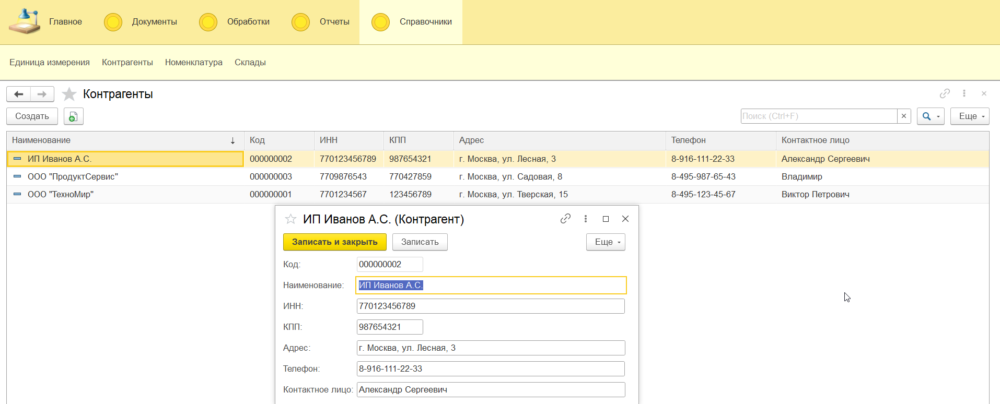 Главное Документы Обработки Отчеты Справочники
Единица измерения Контрагенты Номенклатура Склады
Контрагенты
Создать Поиск (Ctrl+F) Еще
Наименование Код ИНН КПП Адрес Телефон Контактное лицо
ИП Иванов А.С. 000000002 770123456789 987654321 г. Москва, ул. Лесная, 3 8-916-111-22-33 Александр Сергеевич
ООО "ПродуктСервис" 000000003 7709876543 770427859 г. Москва, ул. Садовая, 8 8-495-987-65-43 Владимир
ООО "ТехноМир" 000000001 7701234567 123456789 г. Москва, ул. Тверская, 15 8-495-123-45-67 Виктор Петрович
ИП Иванов А.С. (Контрагент)
Записать и закрыть Записать Еще
Код: 000000002
Наименование: ИП Иванов А.С.
ИНН: 770123456789
КПП: 987654321
Адрес: г. Москва, ул. Лесная, 3
Телефон: 8-916-111-22-33
Контактное лицо: Александр Сергеевич